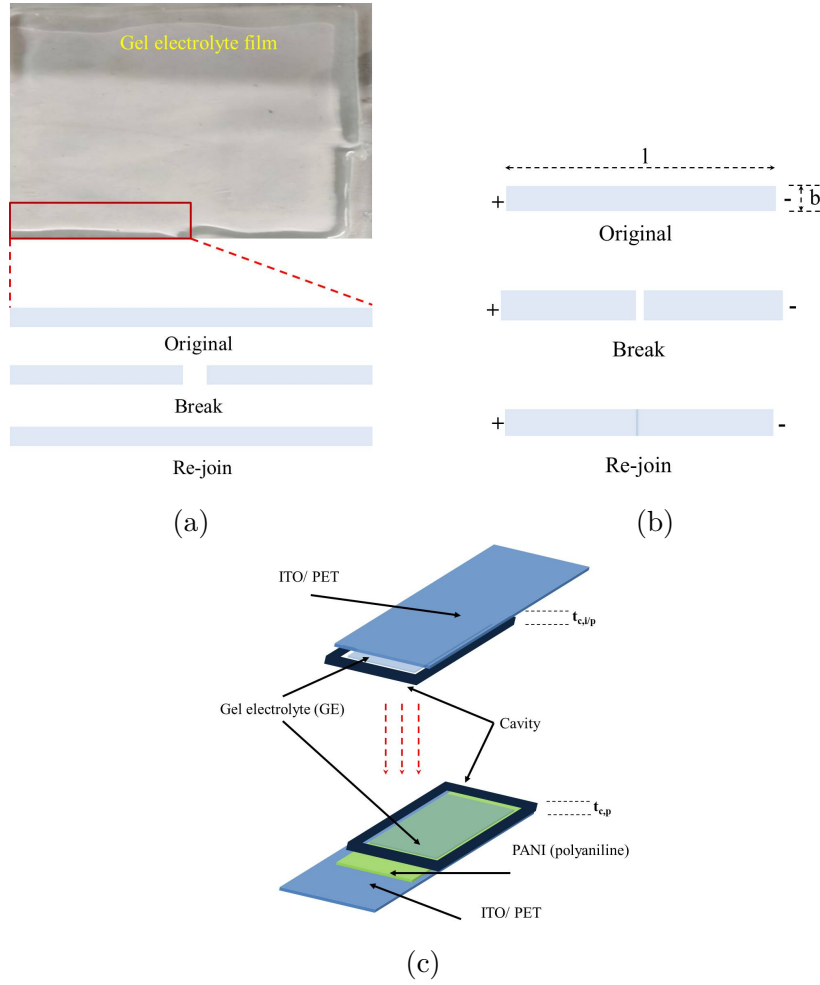 Gel electrolyte film
Original
Break
Re-join
(a)
l
+
-
b
Original
+
-
Break
+
-
Re-join
(b)
ITO/ PET
t_c,i/p
Gel electrolyte (GE)
Cavity
t_c,p
PANI (polyaniline)
ITO/ PET
(c)